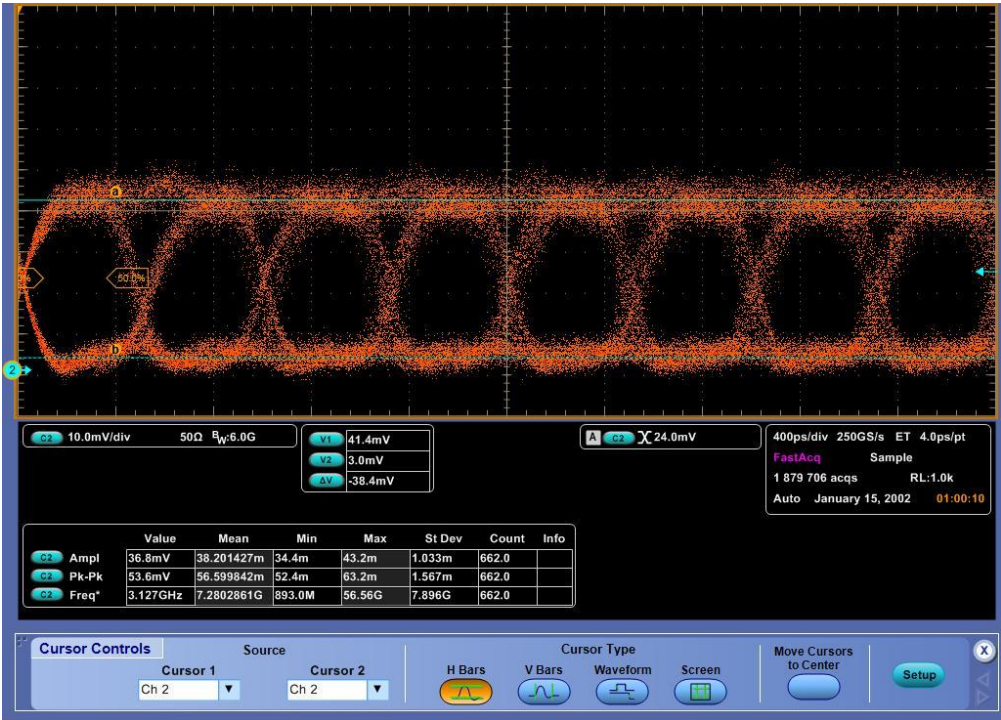 a
0%
50.0%
b
2
C2 10.0mV/div 50Ω BW:6.0G
V1 41.4mV
V2 3.0mV
ΔV -38.4mV
A C2 24.0mV
400ps/div 250GS/s ET 4.0ps/pt
FastAcq Sample
1 879 706 acqs RL:1.0k
Auto January 15, 2002 01:00:10
Value Mean Min Max St Dev Count Info
C2 Ampl 36.8mV 38.201427m 34.4m 43.2m 1.033m 662.0
C2 Pk-Pk 53.6mV 56.599842m 52.4m 63.2m 1.567m 662.0
C2 Freq* 3.127GHz 7.2802861G 893.0M 56.56G 7.896G 662.0
Cursor Controls
Source
Cursor 1 Cursor 2
Ch 2 Ch 2
Cursor Type
H Bars V Bars Waveform Screen
Move Cursors
to Center
Setup
X